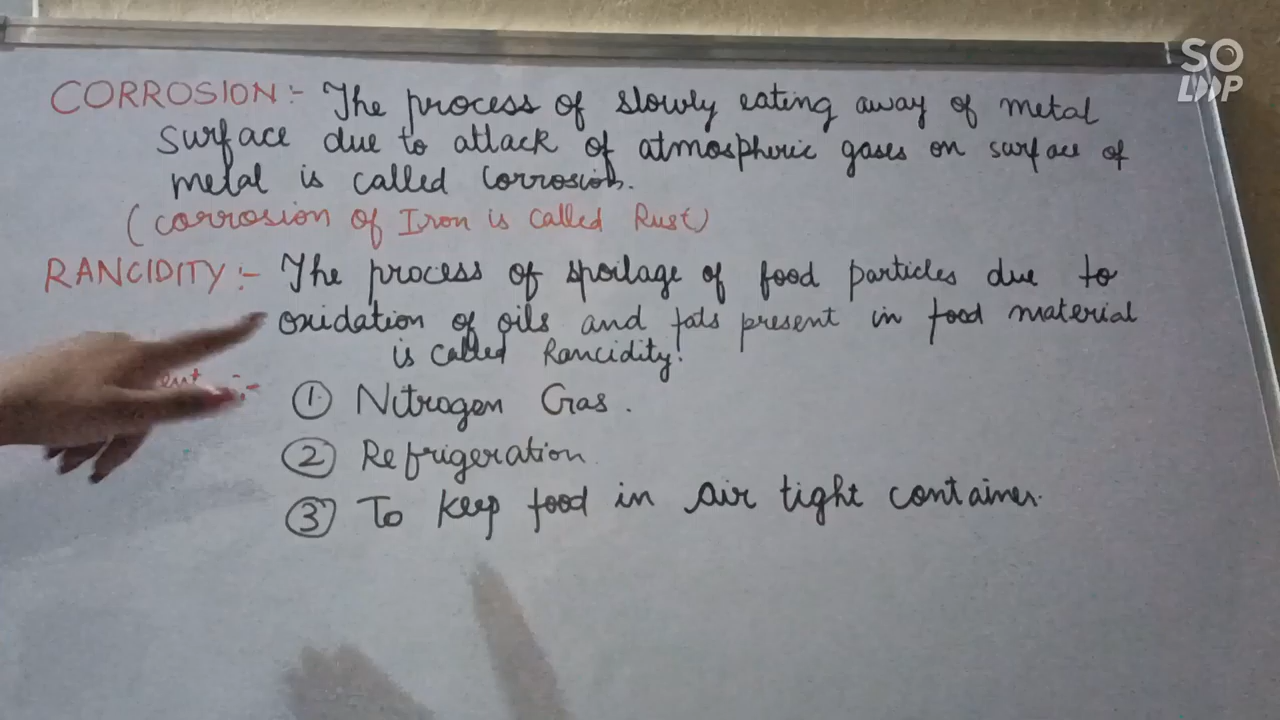 SO
LOOP
CORROSION:- The process of slowly eating away of metal
surface due to attack of atmospheric gases on surface of
metal is called Corrosion.
(corrosion of Iron is called Rust)
RANCIDITY:- The process of spoilage of food particles due to
oxidation of oils and fats present in food material
is called Rancidity.
① Nitrogen Gas.
② Refrigeration.
③ To keep food in air tight container.